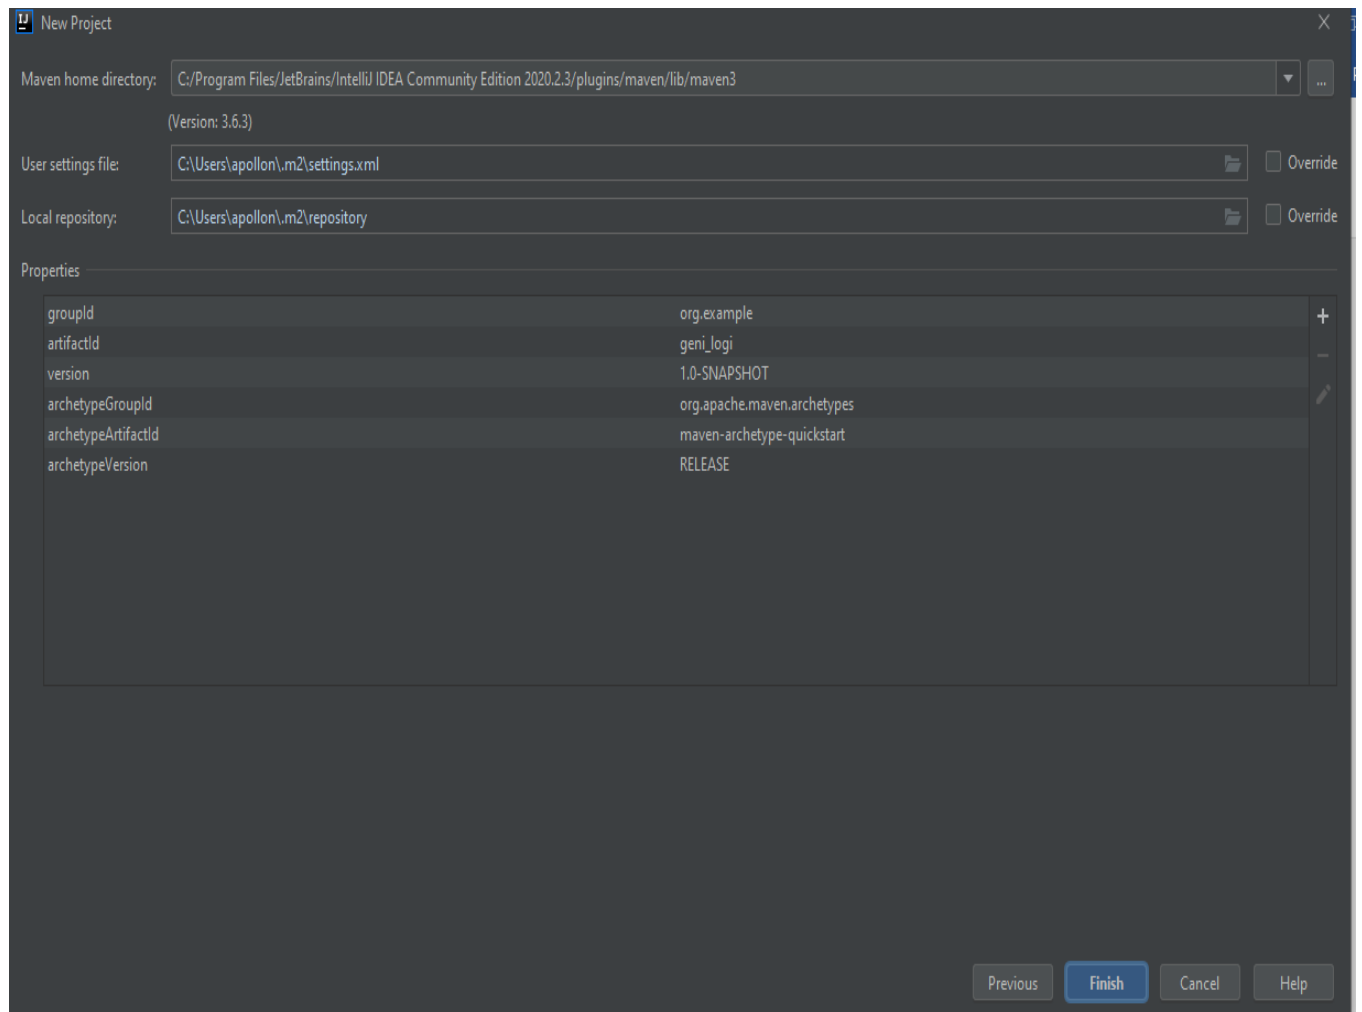 New Project
Maven home directory: C:/Program Files/JetBrains/IntelliJ IDEA Community Edition 2020.2.3/plugins/maven/lib/maven3 ...
(Version: 3.6.3)
User settings file: C:\Users\apollon\.m2\settings.xml Override
Local repository: C:\Users\apollon\.m2\repository Override
Properties
groupId org.example
artifactId geni_logi
version 1.0-SNAPSHOT
archetypeGroupId org.apache.maven.archetypes
archetypeArtifactId maven-archetype-quickstart
archetypeVersion RELEASE
Previous Finish Cancel Help